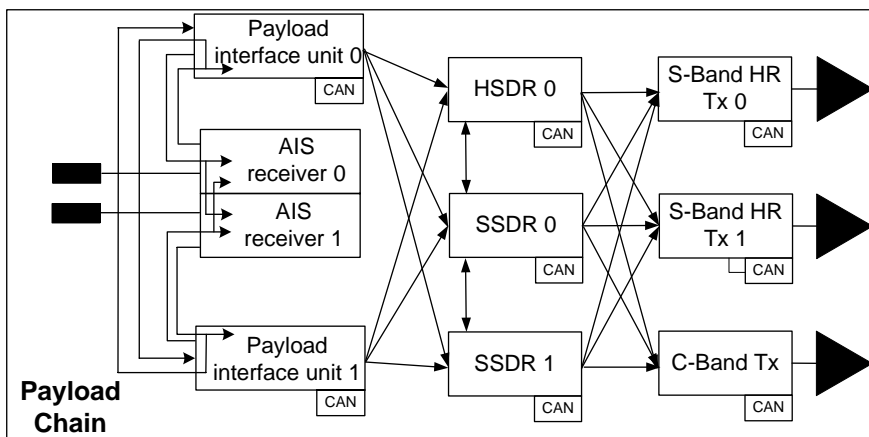 Payload
interface unit 0
CAN
AIS
receiver 0
AIS
receiver 1
Payload
interface unit 1
CAN
HSDR 0
CAN
SSDR 0
CAN
SSDR 1
CAN
S-Band HR
Tx 0
CAN
S-Band HR
Tx 1
CAN
C-Band Tx
CAN
Payload
Chain